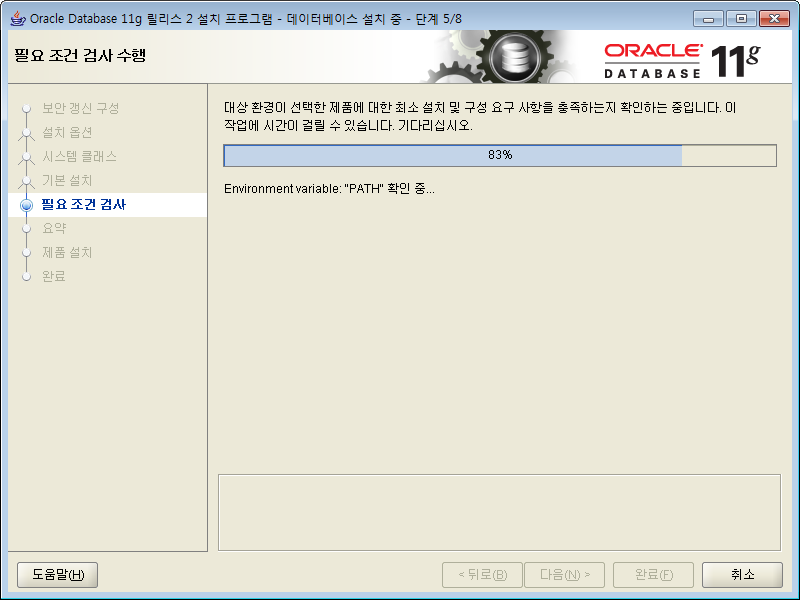 Oracle Database 11g 릴리스 2 설치 프로그램 - 데이터베이스 설치 중 - 단계 5/8
필요 조건 검사 수행
ORACLE
DATABASE
11g
보안 갱신 구성
설치 옵션
시스템 클래스
기본 설치
필요 조건 검사
요약
제품 설치
완료
대상 환경이 선택한 제품에 대한 최소 설치 및 구성 요구 사항을 충족하는지 확인하는 중입니다. 이
작업에 시간이 걸릴 수 있습니다. 기다리십시오.
83%
Environment variable: "PATH" 확인 중...
도움말(H)
< 뒤로(B)
다음(N) >
완료(F)
취소